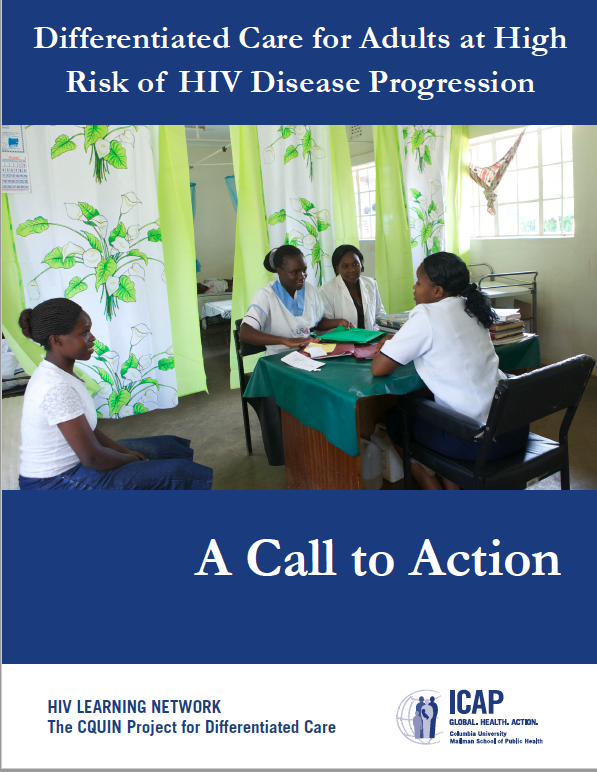 Differentiated Care for Adults at High
Risk of HIV Disease Progression
A Call to Action
HIV LEARNING NETWORK
The CQUIN Project for Differentiated Care
ICAP
GLOBAL. HEALTH. ACTION.
Columbia University
Mailman School of Public Health